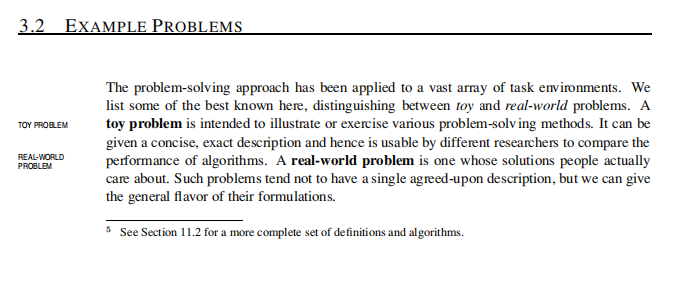 3.2 EXAMPLE PROBLEMS
The problem-solving approach has been applied to a vast array of task environments. We
list some of the best known here, distinguishing between toy and real-world problems. A
TOY PROBLEM
toy problem is intended to illustrate or exercise various problem-solving methods. It can be
given a concise, exact description and hence is usable by different researchers to compare the
REAL-WORLD
PROBLEM
performance of algorithms. A real-world problem is one whose solutions people actually
care about. Such problems tend not to have a single agreed-upon description, but we can give
the general flavor of their formulations.
5 See Section 11.2 for a more complete set of definitions and algorithms.